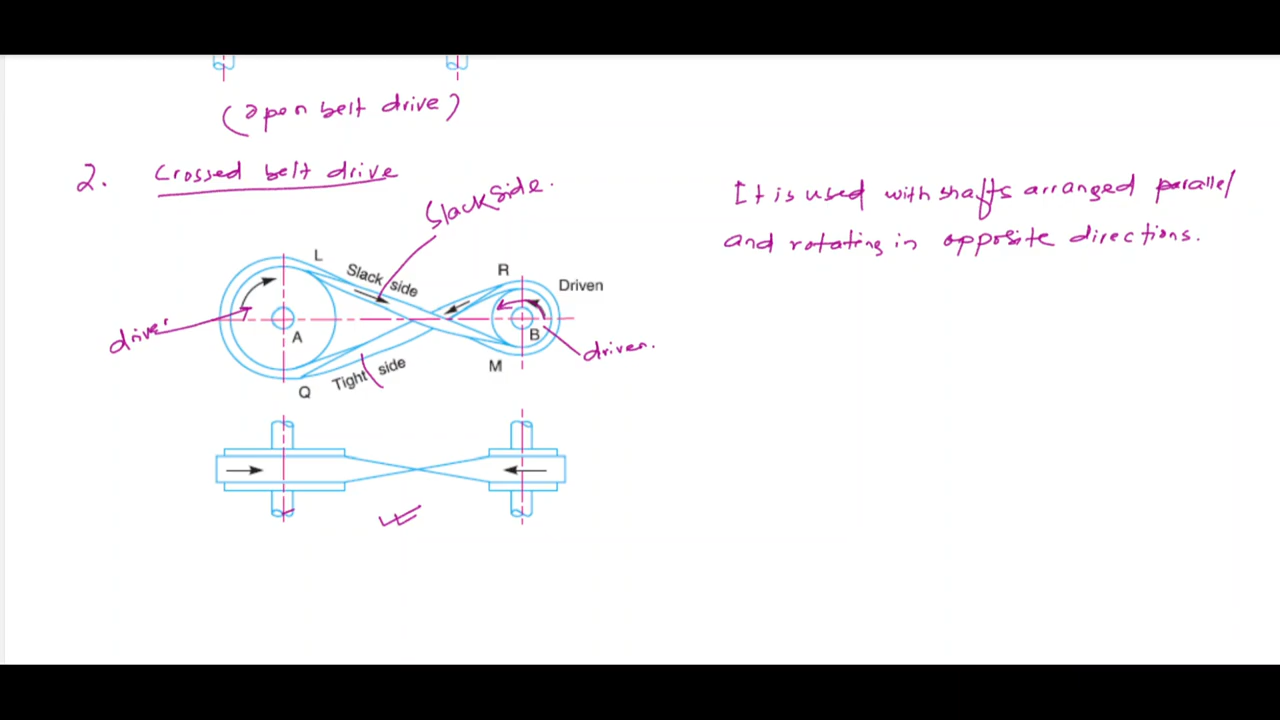 (open belt drive)
2. Crossed belt drive
It is used with shafts arranged parallel
and rotating in opposite directions.
Slack side.
L
Slack side
R
Driven
driver
A
B
driven.
Q
Tight side
M